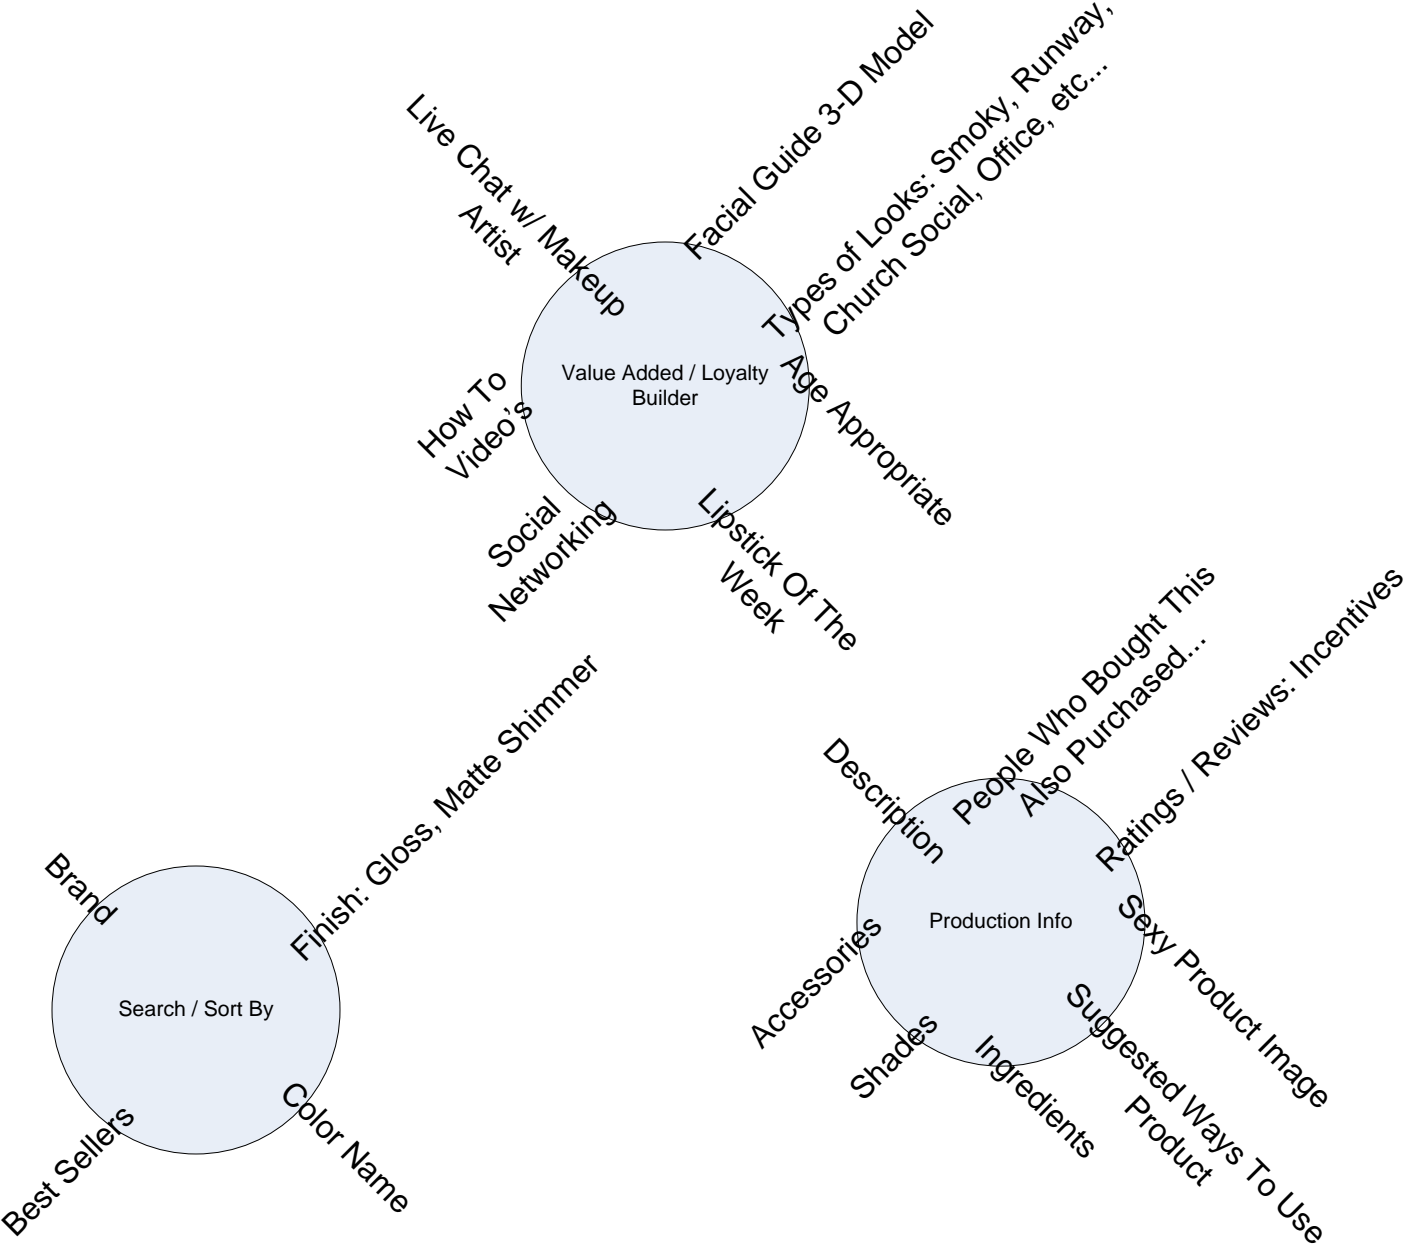 Live Chat w/ Makeup
Artist
Facial Guide 3-D Model
Types of Looks: Smoky, Runway,
Church Social, Office, etc...
Value Added / Loyalty
Builder
Age Appropriate
How To
Video’s
Social
Networking
Lipstick Of The
Week
Brand
Finish: Gloss, Matte Shimmer
Search / Sort By
Best Sellers
Color Name
Description
People Who Bought This
Also Purchased...
Ratings / Reviews: Incentives
Production Info
Sexy Product Image
Accessories
Shades
Ingredients
Suggested Ways To Use
Product